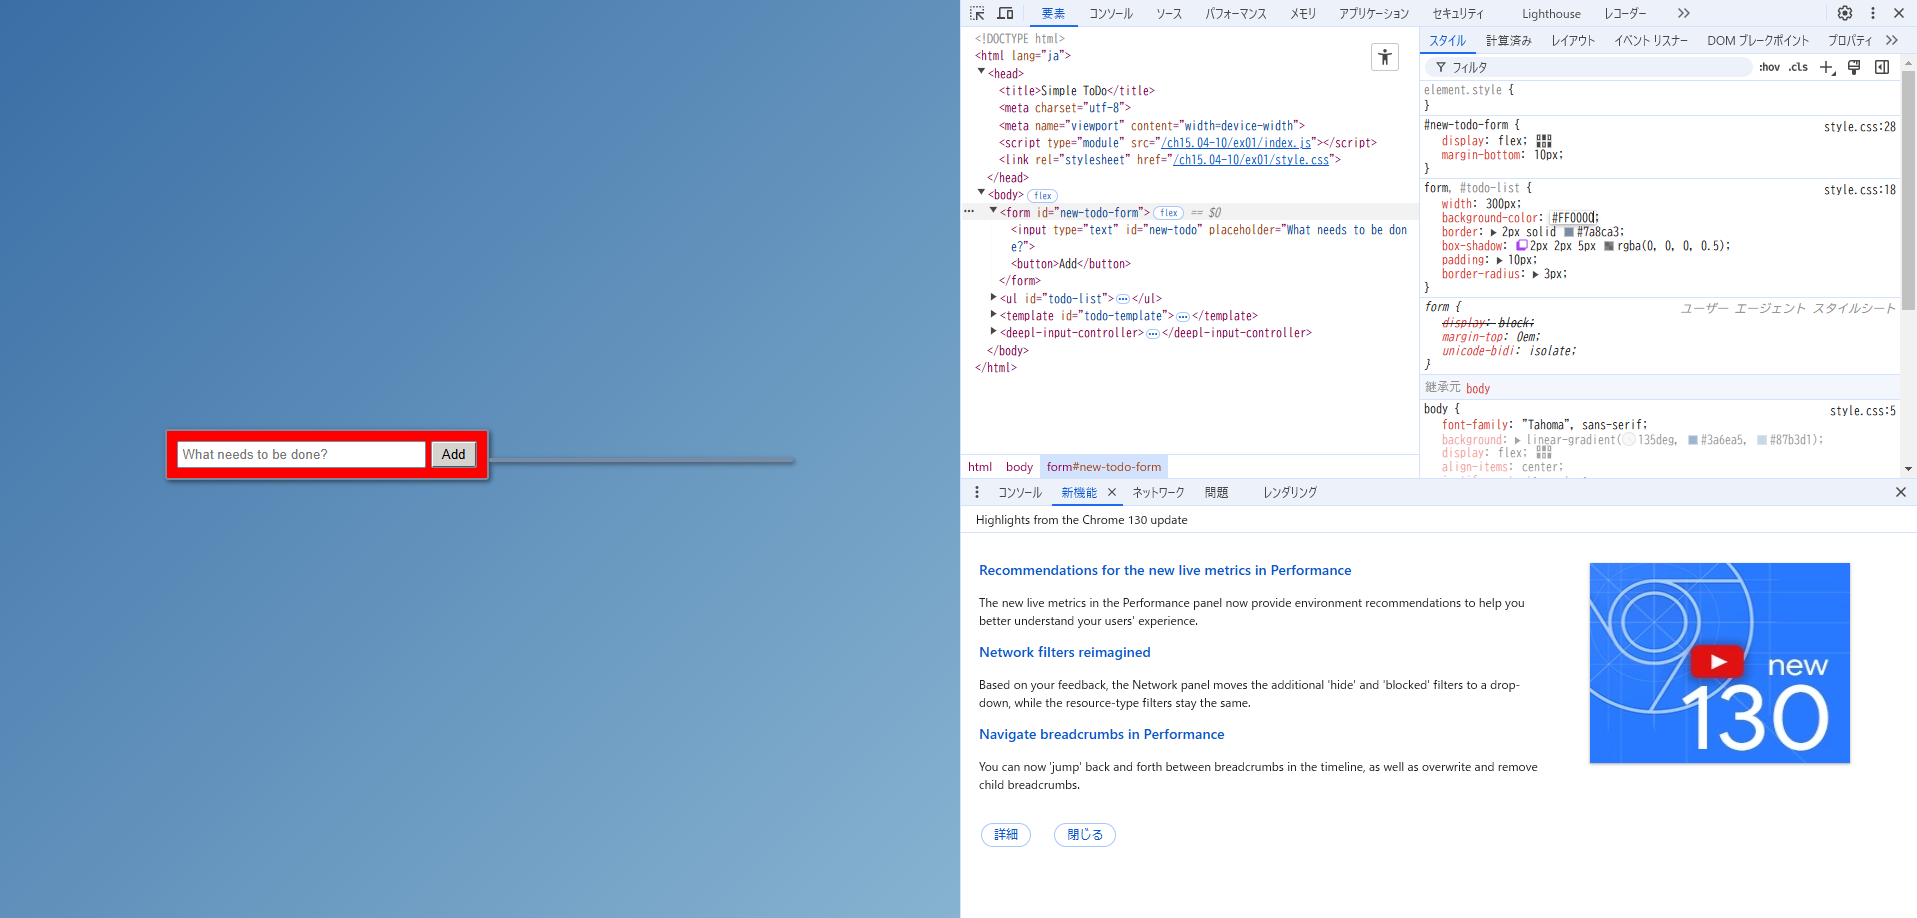 What needs to be done?
Add
要素
コンソール
ソース
パフォーマンス
メモリ
アプリケーション
セキュリティ
Lighthouse
レコーダー
<!DOCTYPE html>
<html lang="ja">
<head>
<title>Simple ToDo</title>
<meta charset="utf-8">
<meta name="viewport" content="width=device-width">
<script type="module" src="/ch15.04-10/ex01/index.js"></script>
<link rel="stylesheet" href="/ch15.04-10/ex01/style.css">
</head>
<body> flex
<form id="new-todo-form"> flex == $0
<input type="text" id="new-todo" placeholder="What needs to be don
e?">
<button>Add</button>
</form>
<ul id="todo-list"> … </ul>
<template id="todo-template"> … </template>
<deepl-input-controller> … </deepl-input-controller>
</body>
</html>
html body form#new-todo-form
スタイル
計算済み
レイアウト
イベント リスナー
DOM ブレークポイント
プロパティ
フィルタ
:hov .cls
element.style {
}
#new-todo-form { style.css:28
display: flex;
margin-bottom: 10px;
}
form, #todo-list { style.css:18
width: 300px;
background-color: #FF0000;
border: 2px solid #7a8ca3;
box-shadow: 2px 2px 5px rgba(0, 0, 0, 0.5);
padding: 10px;
border-radius: 3px;
}
form { ユーザー エージェント スタイルシート
display: block;
margin-top: 0em;
unicode-bidi: isolate;
}
継承元 body
body { style.css:5
font-family: "Tahoma", sans-serif;
background: linear-gradient(135deg, #3a6ea5, #87b3d1);
display: flex;
align-items: center;
コンソール
新機能
ネットワーク
問題
レンダリング
Highlights from the Chrome 130 update
Recommendations for the new live metrics in Performance
The new live metrics in the Performance panel now provide environment recommendations to help you
better understand your users' experience.
Network filters reimagined
Based on your feedback, the Network panel moves the additional 'hide' and 'blocked' filters to a drop-
down, while the resource-type filters stay the same.
Navigate breadcrumbs in Performance
You can now 'jump' back and forth between breadcrumbs in the timeline, as well as overwrite and remove
child breadcrumbs.
詳細
閉じる
new
130